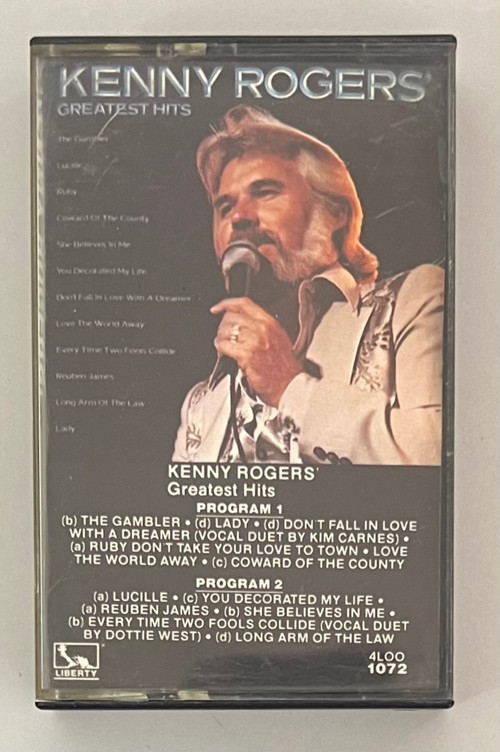 KENNY ROGERS'
GREATEST HITS
The Gambler
Lucille
Ruby
Coward Of The County
She Believes In Me
You Decorated My Life
Don't Fall In Love With A Dreamer
Love The World Away
Every Time Two Fools Collide
Reuben James
Long Arm Of The Law
Lady
KENNY ROGERS'
Greatest Hits
PROGRAM 1
(b) THE GAMBLER • (d) LADY • (d) DON'T FALL IN LOVE
WITH A DREAMER (VOCAL DUET BY KIM CARNES) •
(a) RUBY DON'T TAKE YOUR LOVE TO TOWN • LOVE
THE WORLD AWAY • (c) COWARD OF THE COUNTY
PROGRAM 2
(a) LUCILLE • (c) YOU DECORATED MY LIFE •
(a) REUBEN JAMES • (b) SHE BELIEVES IN ME •
(b) EVERY TIME TWO FOOLS COLLIDE (VOCAL DUET
BY DOTTIE WEST) • (d) LONG ARM OF THE LAW
LIBERTY
4LOO
1072